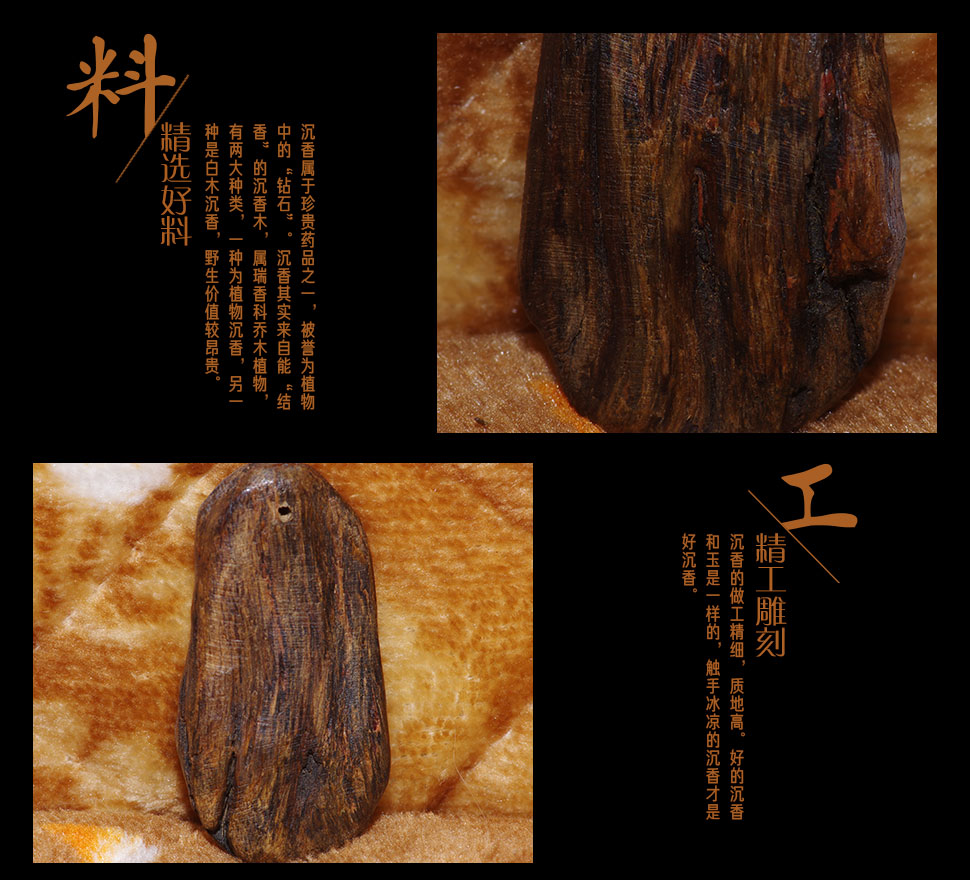 料
精选好料
沉香属于珍贵药品之一，被誉为植物
中的“钻石”。沉香其实来自能“结
香”的沉香木，属瑞香科乔木植物，
有两大种类，一种为植物沉香，另一
种是白木沉香，野生价值较昂贵。
工
精工雕刻
沉香的做工精细，质地高。好的沉香
和玉是一样的，触手冰凉的沉香才是
好沉香。